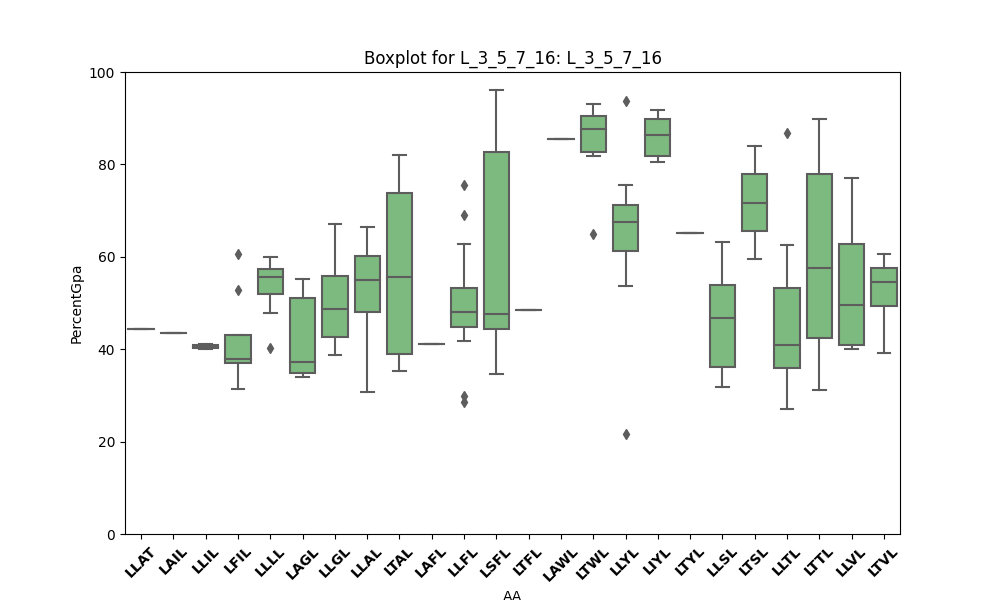 Boxplot for L_3_5_7_16: L_3_5_7_16
100
80
60
40
20
0
PercentGpa
LLAT LAIL LLIL LFIL LLLL LAGL LLGL LLAL LTAL LAFL LLFL LSFL LTFL LAWL LTWL LLYL LIYL LTYL LLSL LTSL LLTL LTTL LLVL LTVL
AA